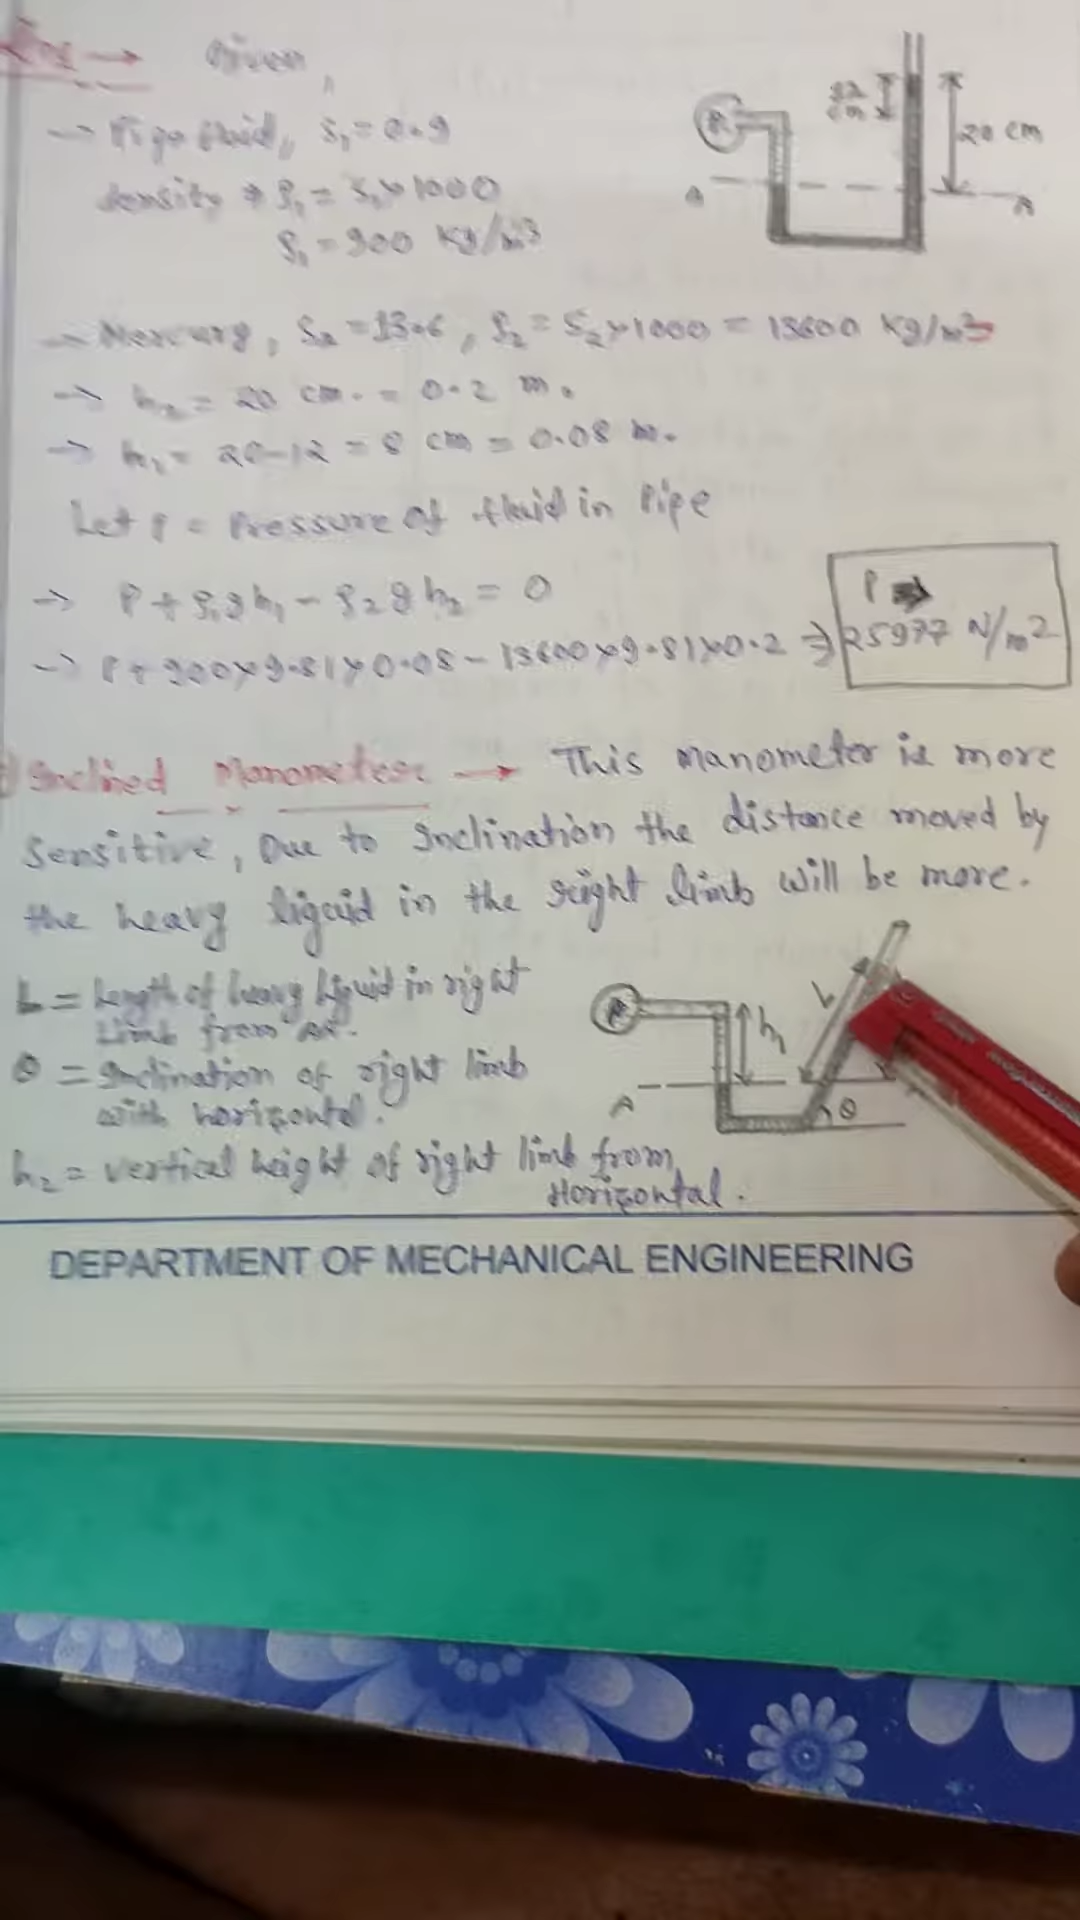 Given,
12 cm
20 cm
→ Pipe fluid, S₁ = 0.9
A
A
density → ρ₁ = S₁×1000
ρ₁ = 900 Kg/m³
→ Mercury, S₂ = 13.6, ρ₂ = S₂×1000 = 13600 Kg/m³
→ h₂ = 20 cm. = 0.2 m.
→ h₁ = 20-12 = 8 cm = 0.08 m.
Let P = Pressure of fluid in Pipe
→ P + ρ₁gh₁ - ρ₂gh₂ = 0
P ⇒
→ P + 900×9.81×0.08 - 13600×9.81×0.2 ⇒ 25977 N/m²
Inclined Manometer → This manometer is more
Sensitive, Due to Inclination the distance moved by
the heavy liquid in the right limb will be more.
L = Length of heavy liquid in right
limb from AA.
L
h₁
θ = Inclination of right limb
with horizontal.
A
θ
h₂ = vertical height of right limb from
Horizontal.
DEPARTMENT OF MECHANICAL ENGINEERING